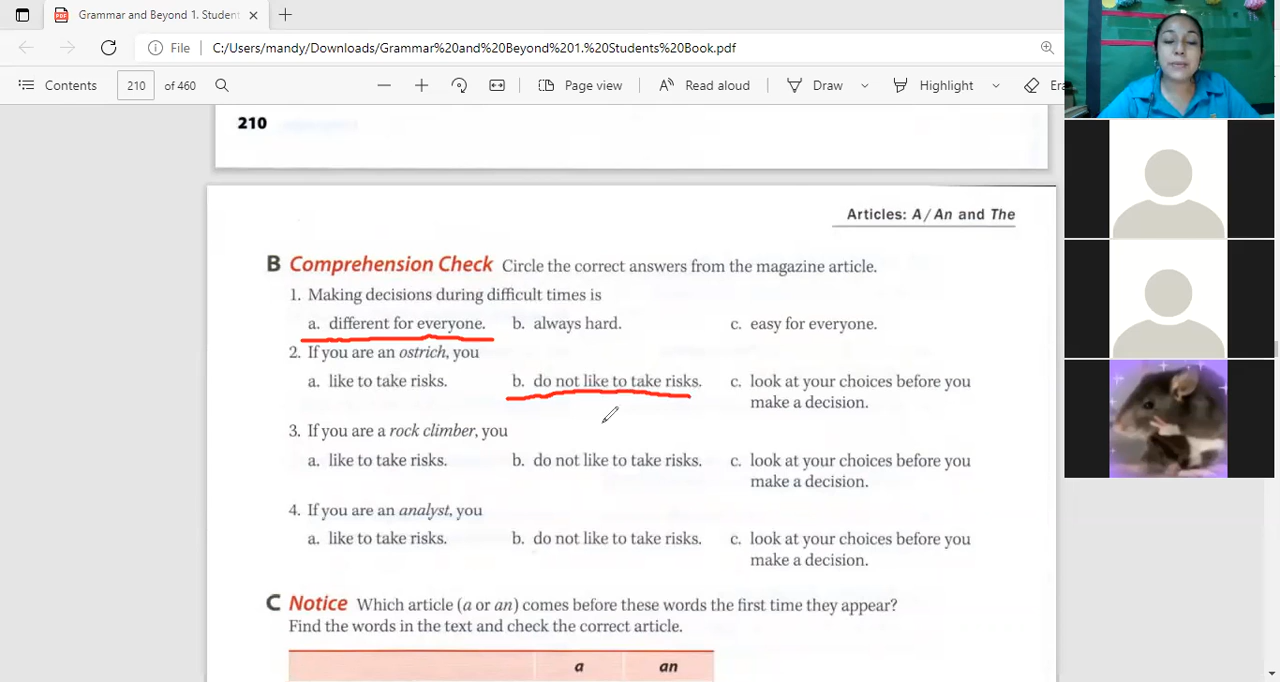 Grammar and Beyond 1. Student
File C:/Users/mandy/Downloads/Grammar%20and%20Beyond%201.%20Students%20Book.pdf
Contents 210 of 460 Page view Read aloud Draw Highlight Era
210
Articles: A / An and The
B Comprehension Check Circle the correct answers from the magazine article.
1. Making decisions during difficult times is
a. different for everyone. b. always hard. c. easy for everyone.
2. If you are an ostrich, you
a. like to take risks. b. do not like to take risks. c. look at your choices before you
make a decision.
3. If you are a rock climber, you
a. like to take risks. b. do not like to take risks. c. look at your choices before you
make a decision.
4. If you are an analyst, you
a. like to take risks. b. do not like to take risks. c. look at your choices before you
make a decision.
C Notice Which article (a or an) comes before these words the first time they appear?
Find the words in the text and check the correct article.
a an